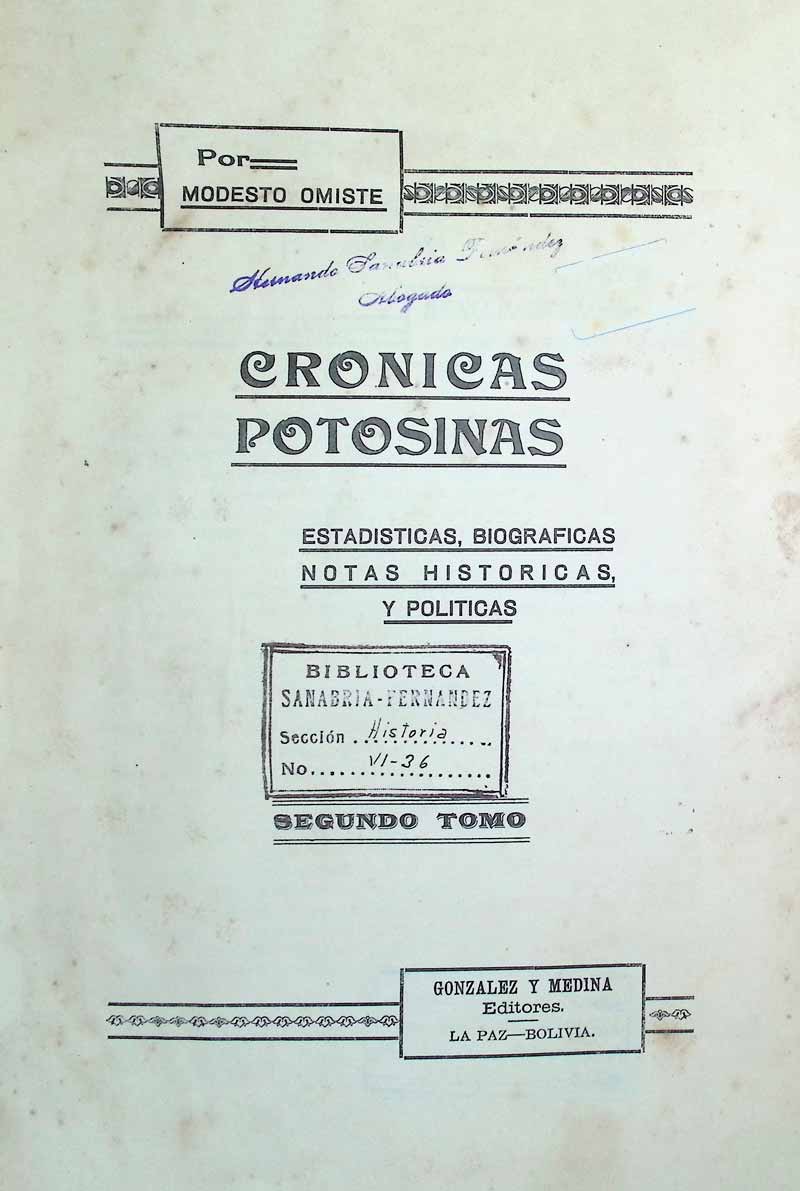 Por
MODESTO OMISTE
Hernando Sanabria Fernández
Abogado
CRONICAS
POTOSINAS
ESTADISTICAS, BIOGRAFICAS
NOTAS HISTORICAS,
Y POLITICAS
BIBLIOTECA
SANABRIA-FERNANDEZ
Sección . Historia
No. VI-36
SEGUNDO TOMO
GONZALEZ Y MEDINA
Editores.
LA PAZ—BOLIVIA.